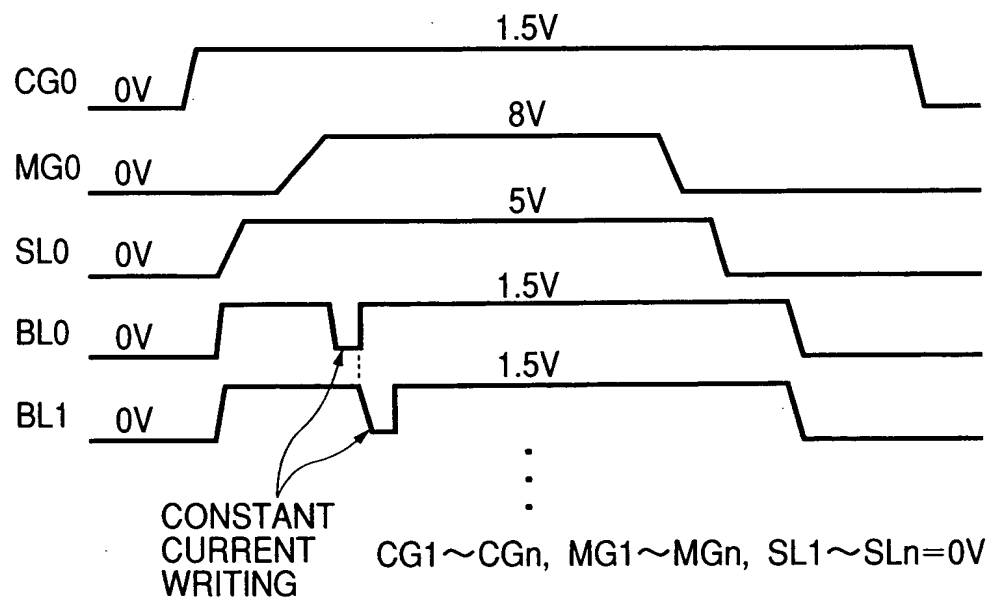 1.5V
CG0 0V
8V
MG0 0V
5V
SL0 0V
1.5V
BL0 0V
1.5V
BL1 0V
CONSTANT
CURRENT
WRITING
CG1～CGn, MG1～MGn, SL1～SLn=0V